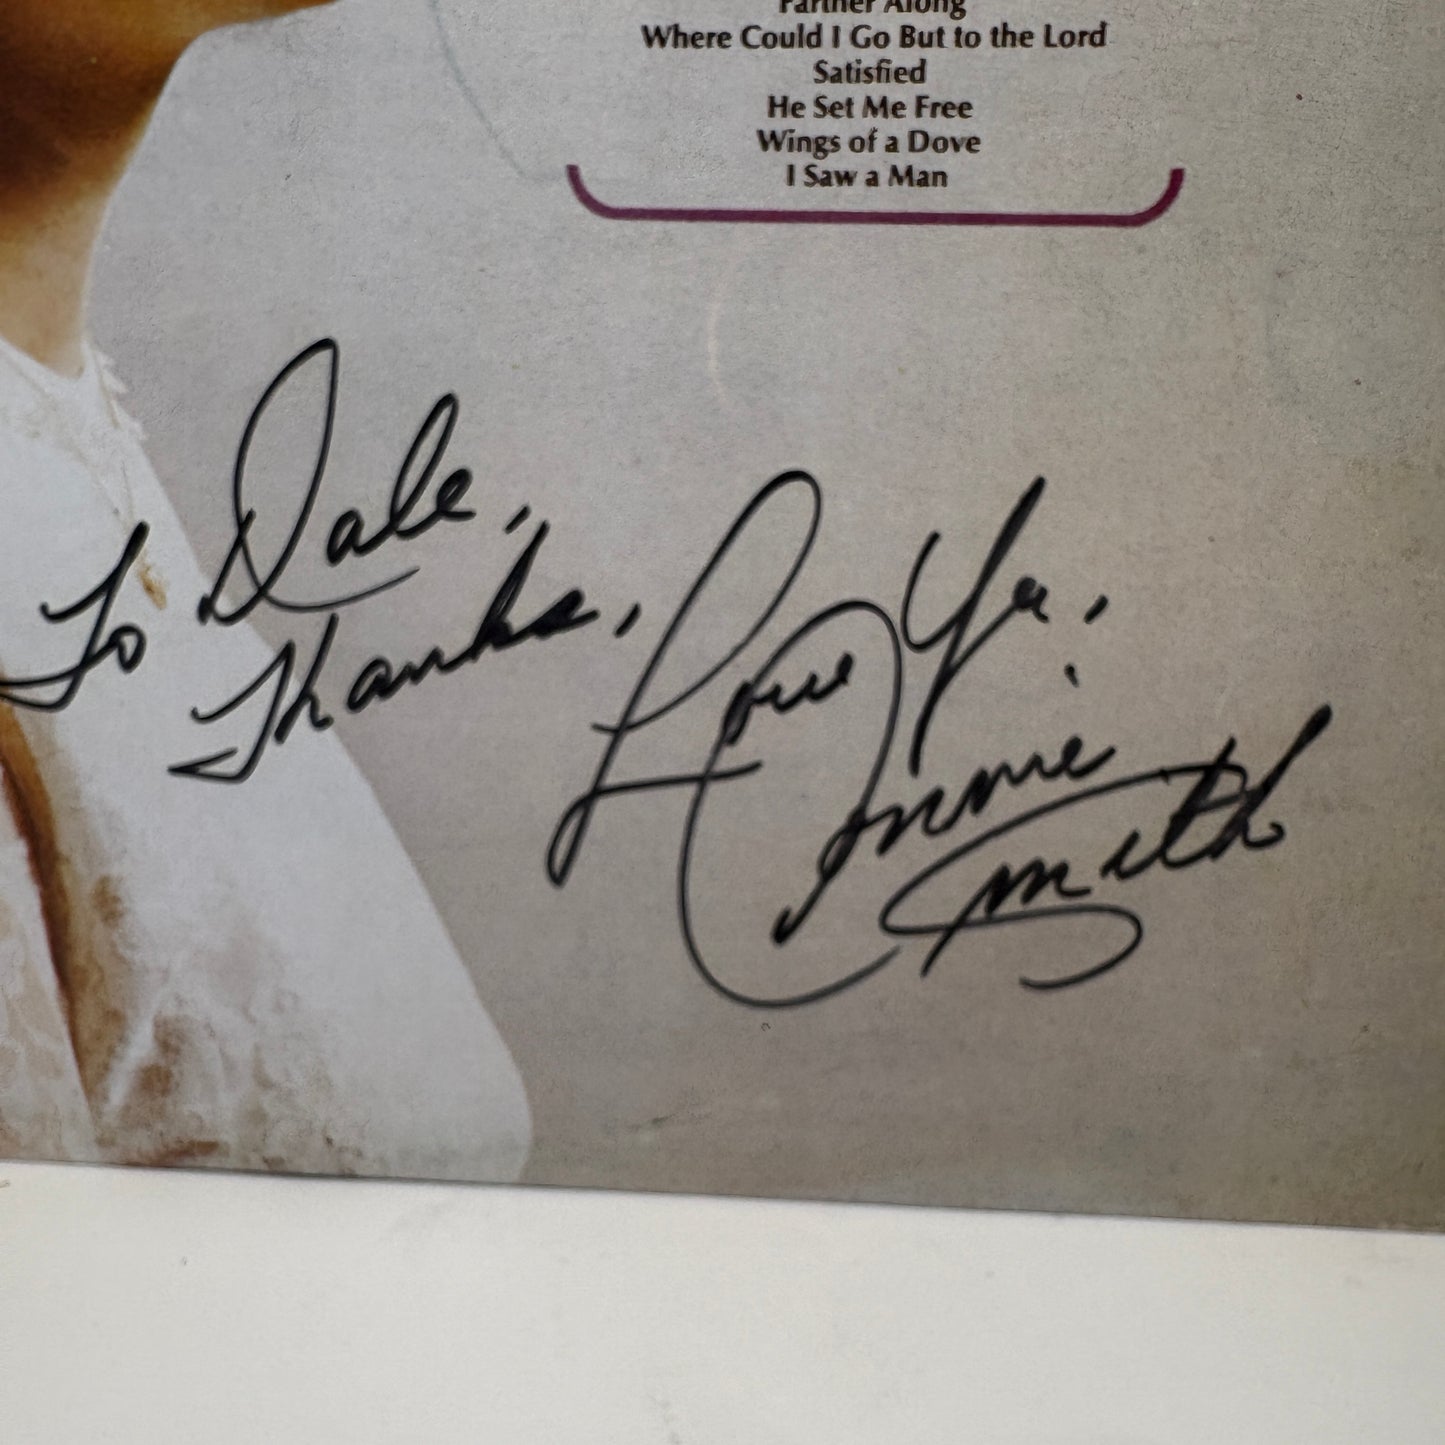 Farther Along
Where Could I Go But to the Lord
Satisfied
He Set Me Free
Wings of a Dove
I Saw a Man
To Dale,
Thanks,
Love Ya,
Connie
Smith